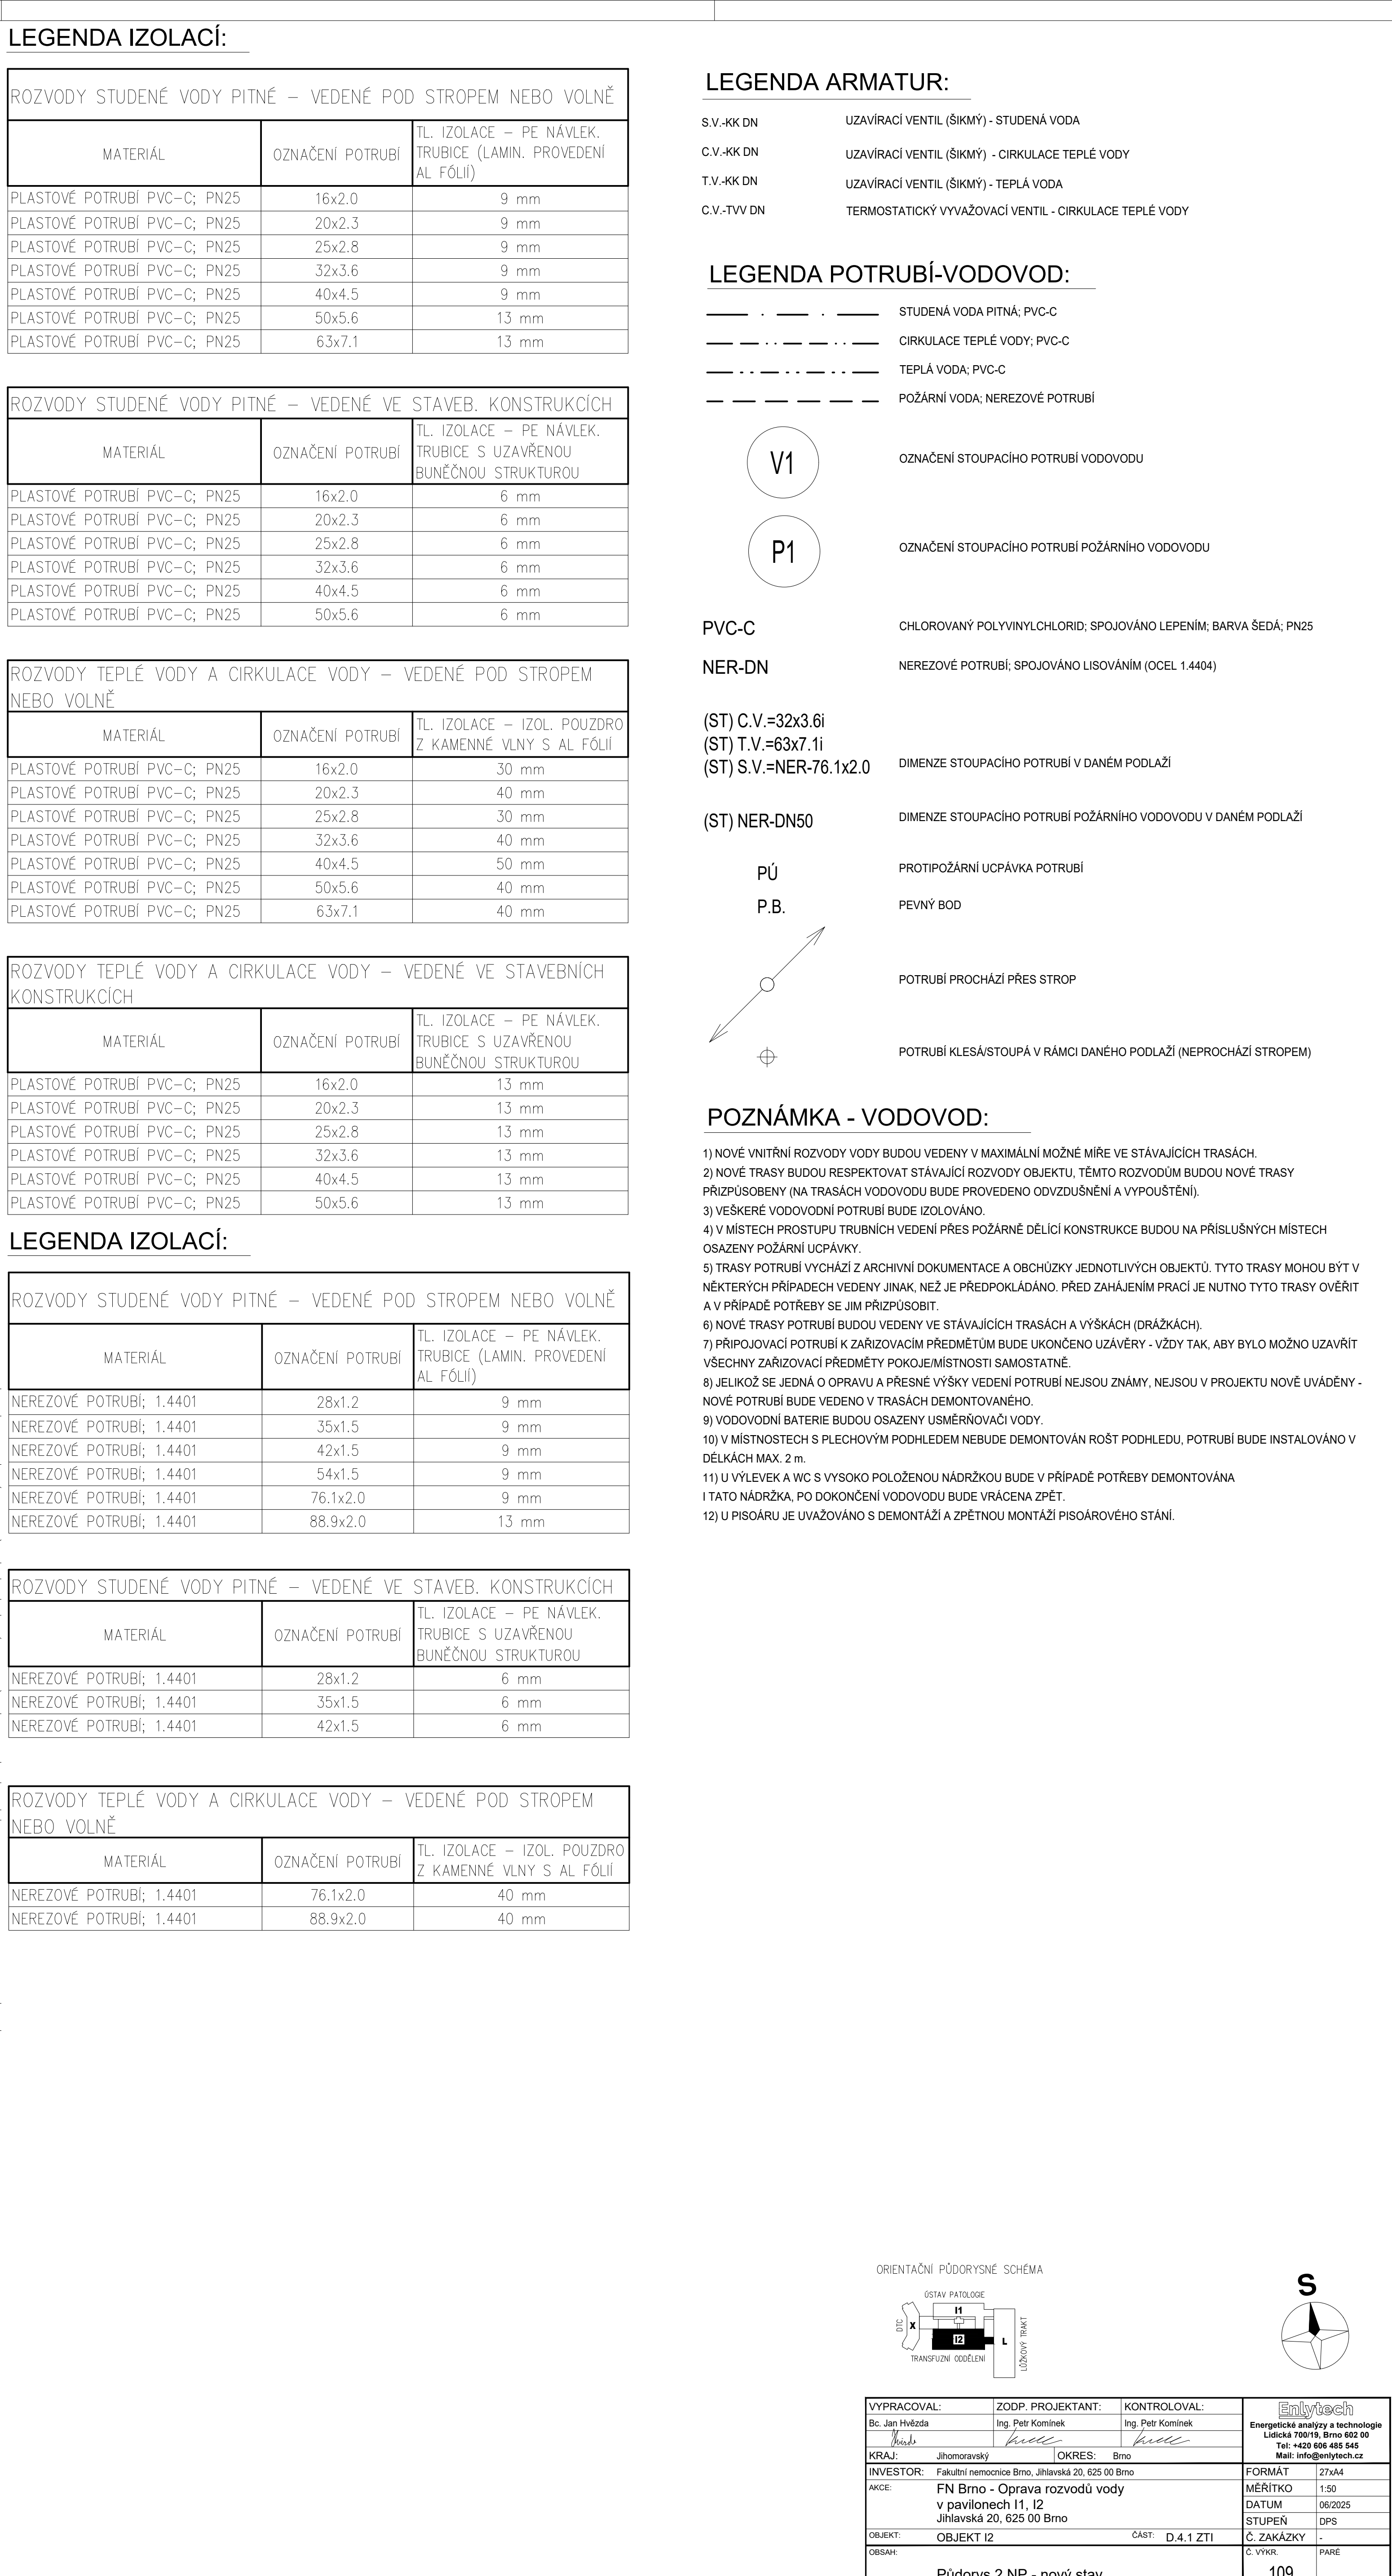 LEGENDA IZOLACÍ:
ROZVODY STUDENÉ VODY PITNÉ – VEDENÉ POD STROPEM NEBO VOLNĚ
MATERIÁL
OZNAČENÍ POTRUBÍ
TL. IZOLACE – PE NÁVLEK.
TRUBICE (LAMIN. PROVEDENÍ
AL FÓLIÍ)
PLASTOVÉ POTRUBÍ PVC–C; PN25 16x2.0 9 mm
PLASTOVÉ POTRUBÍ PVC–C; PN25 20x2.3 9 mm
PLASTOVÉ POTRUBÍ PVC–C; PN25 25x2.8 9 mm
PLASTOVÉ POTRUBÍ PVC–C; PN25 32x3.6 9 mm
PLASTOVÉ POTRUBÍ PVC–C; PN25 40x4.5 9 mm
PLASTOVÉ POTRUBÍ PVC–C; PN25 50x5.6 13 mm
PLASTOVÉ POTRUBÍ PVC–C; PN25 63x7.1 13 mm
ROZVODY STUDENÉ VODY PITNÉ – VEDENÉ VE STAVEB. KONSTRUKCÍCH
MATERIÁL
OZNAČENÍ POTRUBÍ
TL. IZOLACE – PE NÁVLEK.
TRUBICE S UZAVŘENOU
BUNĚČNOU STRUKTUROU
PLASTOVÉ POTRUBÍ PVC–C; PN25 16x2.0 6 mm
PLASTOVÉ POTRUBÍ PVC–C; PN25 20x2.3 6 mm
PLASTOVÉ POTRUBÍ PVC–C; PN25 25x2.8 6 mm
PLASTOVÉ POTRUBÍ PVC–C; PN25 32x3.6 6 mm
PLASTOVÉ POTRUBÍ PVC–C; PN25 40x4.5 6 mm
PLASTOVÉ POTRUBÍ PVC–C; PN25 50x5.6 6 mm
ROZVODY TEPLÉ VODY A CIRKULACE VODY – VEDENÉ POD STROPEM
NEBO VOLNĚ
MATERIÁL
OZNAČENÍ POTRUBÍ
TL. IZOLACE – IZOL. POUZDRO
Z KAMENNÉ VLNY S AL FÓLIÍ
PLASTOVÉ POTRUBÍ PVC–C; PN25 16x2.0 30 mm
PLASTOVÉ POTRUBÍ PVC–C; PN25 20x2.3 40 mm
PLASTOVÉ POTRUBÍ PVC–C; PN25 25x2.8 30 mm
PLASTOVÉ POTRUBÍ PVC–C; PN25 32x3.6 40 mm
PLASTOVÉ POTRUBÍ PVC–C; PN25 40x4.5 50 mm
PLASTOVÉ POTRUBÍ PVC–C; PN25 50x5.6 40 mm
PLASTOVÉ POTRUBÍ PVC–C; PN25 63x7.1 40 mm
ROZVODY TEPLÉ VODY A CIRKULACE VODY – VEDENÉ VE STAVEBNÍCH
KONSTRUKCÍCH
MATERIÁL
OZNAČENÍ POTRUBÍ
TL. IZOLACE – PE NÁVLEK.
TRUBICE S UZAVŘENOU
BUNĚČNOU STRUKTUROU
PLASTOVÉ POTRUBÍ PVC–C; PN25 16x2.0 13 mm
PLASTOVÉ POTRUBÍ PVC–C; PN25 20x2.3 13 mm
PLASTOVÉ POTRUBÍ PVC–C; PN25 25x2.8 13 mm
PLASTOVÉ POTRUBÍ PVC–C; PN25 32x3.6 13 mm
PLASTOVÉ POTRUBÍ PVC–C; PN25 40x4.5 13 mm
PLASTOVÉ POTRUBÍ PVC–C; PN25 50x5.6 13 mm
LEGENDA IZOLACÍ:
ROZVODY STUDENÉ VODY PITNÉ – VEDENÉ POD STROPEM NEBO VOLNĚ
MATERIÁL
OZNAČENÍ POTRUBÍ
TL. IZOLACE – PE NÁVLEK.
TRUBICE (LAMIN. PROVEDENÍ
AL FÓLIÍ)
NEREZOVÉ POTRUBÍ; 1.4401 28x1.2 9 mm
NEREZOVÉ POTRUBÍ; 1.4401 35x1.5 9 mm
NEREZOVÉ POTRUBÍ; 1.4401 42x1.5 9 mm
NEREZOVÉ POTRUBÍ; 1.4401 54x1.5 9 mm
NEREZOVÉ POTRUBÍ; 1.4401 76.1x2.0 9 mm
NEREZOVÉ POTRUBÍ; 1.4401 88.9x2.0 13 mm
ROZVODY STUDENÉ VODY PITNÉ – VEDENÉ VE STAVEB. KONSTRUKCÍCH
MATERIÁL
OZNAČENÍ POTRUBÍ
TL. IZOLACE – PE NÁVLEK.
TRUBICE S UZAVŘENOU
BUNĚČNOU STRUKTUROU
NEREZOVÉ POTRUBÍ; 1.4401 28x1.2 6 mm
NEREZOVÉ POTRUBÍ; 1.4401 35x1.5 6 mm
NEREZOVÉ POTRUBÍ; 1.4401 42x1.5 6 mm
ROZVODY TEPLÉ VODY A CIRKULACE VODY – VEDENÉ POD STROPEM
NEBO VOLNĚ
MATERIÁL
OZNAČENÍ POTRUBÍ
TL. IZOLACE – IZOL. POUZDRO
Z KAMENNÉ VLNY S AL FÓLIÍ
NEREZOVÉ POTRUBÍ; 1.4401 76.1x2.0 40 mm
NEREZOVÉ POTRUBÍ; 1.4401 88.9x2.0 40 mm
LEGENDA ARMATUR:
S.V.-KK DN UZAVÍRACÍ VENTIL (ŠIKMÝ) - STUDENÁ VODA
C.V.-KK DN UZAVÍRACÍ VENTIL (ŠIKMÝ) - CIRKULACE TEPLÉ VODY
T.V.-KK DN UZAVÍRACÍ VENTIL (ŠIKMÝ) - TEPLÁ VODA
C.V.-TVV DN TERMOSTATICKÝ VYVAŽOVACÍ VENTIL - CIRKULACE TEPLÉ VODY
LEGENDA POTRUBÍ-VODOVOD:
STUDENÁ VODA PITNÁ; PVC-C
CIRKULACE TEPLÉ VODY; PVC-C
TEPLÁ VODA; PVC-C
POŽÁRNÍ VODA; NEREZOVÉ POTRUBÍ
V1 OZNAČENÍ STOUPACÍHO POTRUBÍ VODOVODU
P1 OZNAČENÍ STOUPACÍHO POTRUBÍ POŽÁRNÍHO VODOVODU
PVC-C CHLOROVANÝ POLYVINYLCHLORID; SPOJOVÁNO LEPENÍM; BARVA ŠEDÁ; PN25
NER-DN NEREZOVÉ POTRUBÍ; SPOJOVÁNO LISOVÁNÍM (OCEL 1.4404)
(ST) C.V.=32x3.6i
(ST) T.V.=63x7.1i
(ST) S.V.=NER-76.1x2.0 DIMENZE STOUPACÍHO POTRUBÍ V DANÉM PODLAŽÍ
(ST) NER-DN50 DIMENZE STOUPACÍHO POTRUBÍ POŽÁRNÍHO VODOVODU V DANÉM PODLAŽÍ
PÚ PROTIPOŽÁRNÍ UCPÁVKA POTRUBÍ
P.B. PEVNÝ BOD
POTRUBÍ PROCHÁZÍ PŘES STROP
POTRUBÍ KLESÁ/STOUPÁ V RÁMCI DANÉHO PODLAŽÍ (NEPROCHÁZÍ STROPEM)
POZNÁMKA - VODOVOD:
1) NOVÉ VNITŘNÍ ROZVODY VODY BUDOU VEDENY V MAXIMÁLNÍ MOŽNÉ MÍŘE VE STÁVAJÍCÍCH TRASÁCH.
2) NOVÉ TRASY BUDOU RESPEKTOVAT STÁVAJÍCÍ ROZVODY OBJEKTU, TĚMTO ROZVODŮM BUDOU NOVÉ TRASY
PŘIZPŮSOBENY (NA TRASÁCH VODOVODU BUDE PROVEDENO ODVZDUŠNĚNÍ A VYPOUŠTĚNÍ).
3) VEŠKERÉ VODOVODNÍ POTRUBÍ BUDE IZOLOVÁNO.
4) V MÍSTECH PROSTUPU TRUBNÍCH VEDENÍ PŘES POŽÁRNĚ DĚLÍCÍ KONSTRUKCE BUDOU NA PŘÍSLUŠNÝCH MÍSTECH
OSAZENY POŽÁRNÍ UCPÁVKY.
5) TRASY POTRUBÍ VYCHÁZÍ Z ARCHIVNÍ DOKUMENTACE A OBCHŮZKY JEDNOTLIVÝCH OBJEKTŮ. TYTO TRASY MOHOU BÝT V
NĚKTERÝCH PŘÍPADECH VEDENY JINAK, NEŽ JE PŘEDPOKLÁDÁNO. PŘED ZAHÁJENÍM PRACÍ JE NUTNO TYTO TRASY OVĚŘIT
A V PŘÍPADĚ POTŘEBY SE JIM PŘIZPŮSOBIT.
6) NOVÉ TRASY POTRUBÍ BUDOU VEDENY VE STÁVAJÍCÍCH TRASÁCH A VÝŠKÁCH (DRÁŽKÁCH).
7) PŘIPOJOVACÍ POTRUBÍ K ZAŘIZOVACÍM PŘEDMĚTŮM BUDE UKONČENO UZÁVĚRY - VŽDY TAK, ABY BYLO MOŽNO UZAVŘÍT
VŠECHNY ZAŘIZOVACÍ PŘEDMĚTY POKOJE/MÍSTNOSTI SAMOSTATNĚ.
8) JELIKOŽ SE JEDNÁ O OPRAVU A PŘESNÉ VÝŠKY VEDENÍ POTRUBÍ NEJSOU ZNÁMY, NEJSOU V PROJEKTU NOVĚ UVÁDĚNY -
NOVÉ POTRUBÍ BUDE VEDENO V TRASÁCH DEMONTOVANÉHO.
9) VODOVODNÍ BATERIE BUDOU OSAZENY USMĚRŇOVAČI VODY.
10) V MÍSTNOSTECH S PLECHOVÝM PODHLEDEM NEBUDE DEMONTOVÁN ROŠT PODHLEDU, POTRUBÍ BUDE INSTALOVÁNO V
DÉLKÁCH MAX. 2 m.
11) U VÝLEVEK A WC S VYSOKO POLOŽENOU NÁDRŽKOU BUDE V PŘÍPADĚ POTŘEBY DEMONTOVÁNA
I TATO NÁDRŽKA, PO DOKONČENÍ VODOVODU BUDE VRÁCENA ZPĚT.
12) U PISOÁRU JE UVAŽOVÁNO S DEMONTÁŽÍ A ZPĚTNOU MONTÁŽÍ PISOÁROVÉHO STÁNÍ.
ORIENTAČNÍ PŮDORYSNÉ SCHÉMA
ÚSTAV PATOLOGIE
I1
DTC
X
I2
L
LŮŽKOVÝ TRAKT
TRANSFUZNÍ ODDĚLENÍ
S
VYPRACOVAL: ZODP. PROJEKTANT: KONTROLOVAL:
Bc. Jan Hvězda Ing. Petr Komínek Ing. Petr Komínek
KRAJ: Jihomoravský OKRES: Brno
Enlytech
Energetické analýzy a technologie
Lidická 700/19, Brno 602 00
Tel: +420 606 485 545
Mail: info@enlytech.cz
INVESTOR: Fakultní nemocnice Brno, Jihlavská 20, 625 00 Brno
AKCE: FN Brno - Oprava rozvodů vody
v pavilonech I1, I2
Jihlavská 20, 625 00 Brno
OBJEKT: OBJEKT I2 ČÁST: D.4.1 ZTI
FORMÁT 27xA4
MĚŘÍTKO 1:50
DATUM 06/2025
STUPEŇ DPS
Č. ZAKÁZKY -
OBSAH:
Půdorys 2.NP - nový stav
Č. VÝKR. PARÉ
109